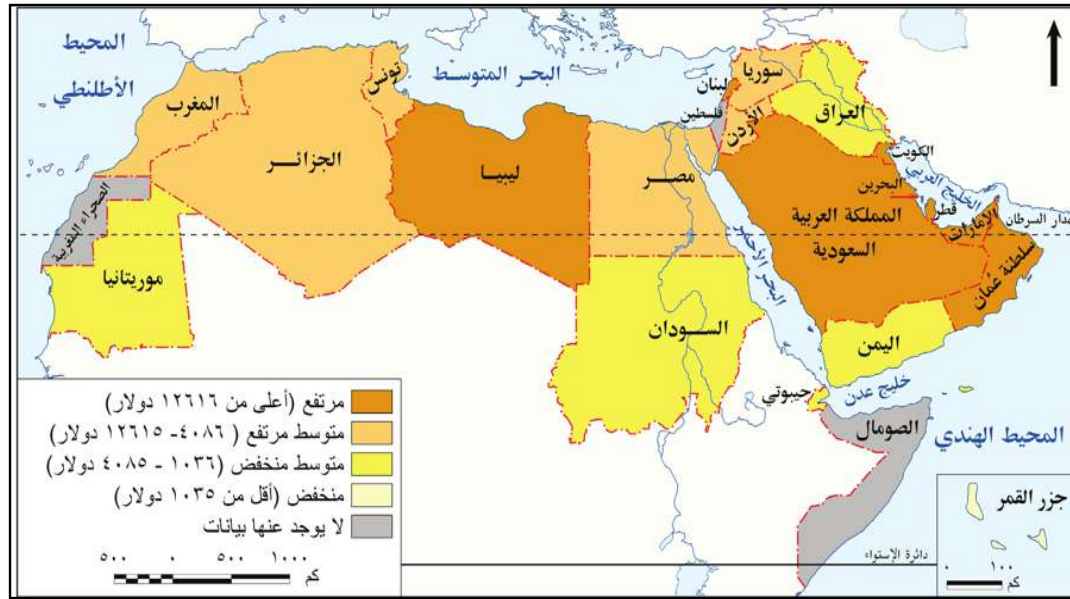 المحيط
الأطلنطي
البحر المتوسط
تونس
المغرب
الجزائر
ليبيا
مصر
لبنان
سوريا
فلسطين
الأردن
العراق
الكويت
الخليج العربي
البحرين
قطر
الإمارات
مدار السرطان
المملكة العربية
السعودية
سلطنة عُمان
البحر الأحمر
الصحراء المغربية
موريتانيا
السودان
اليمن
خليج عدن
جيبوتي
الصومال
المحيط الهندي
جزر القمر
٠ ١٠٠
كم
دائرة الإستواء
مرتفع (أعلى من ١٢٦١٦ دولار)
متوسط مرتفع ( ٤٠٨٦- ١٢٦١٥ دولار)
متوسط منخفض (١٠٣٦ - ٤٠٨٥ دولار)
منخفض (أقل من ١٠٣٥ دولار)
لا يوجد عنها بيانات
٥٠٠ ٠ ٥٠٠ ١٠٠٠
كم